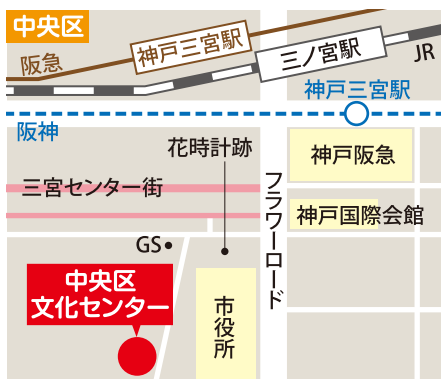 中央区
阪急
神戸三宮駅
三ノ宮駅
JR
神戸三宮駅
阪神
花時計跡
神戸阪急
三宮センター街
フラワーロード
神戸国際会館
GS
中央区
文化センター
市役所